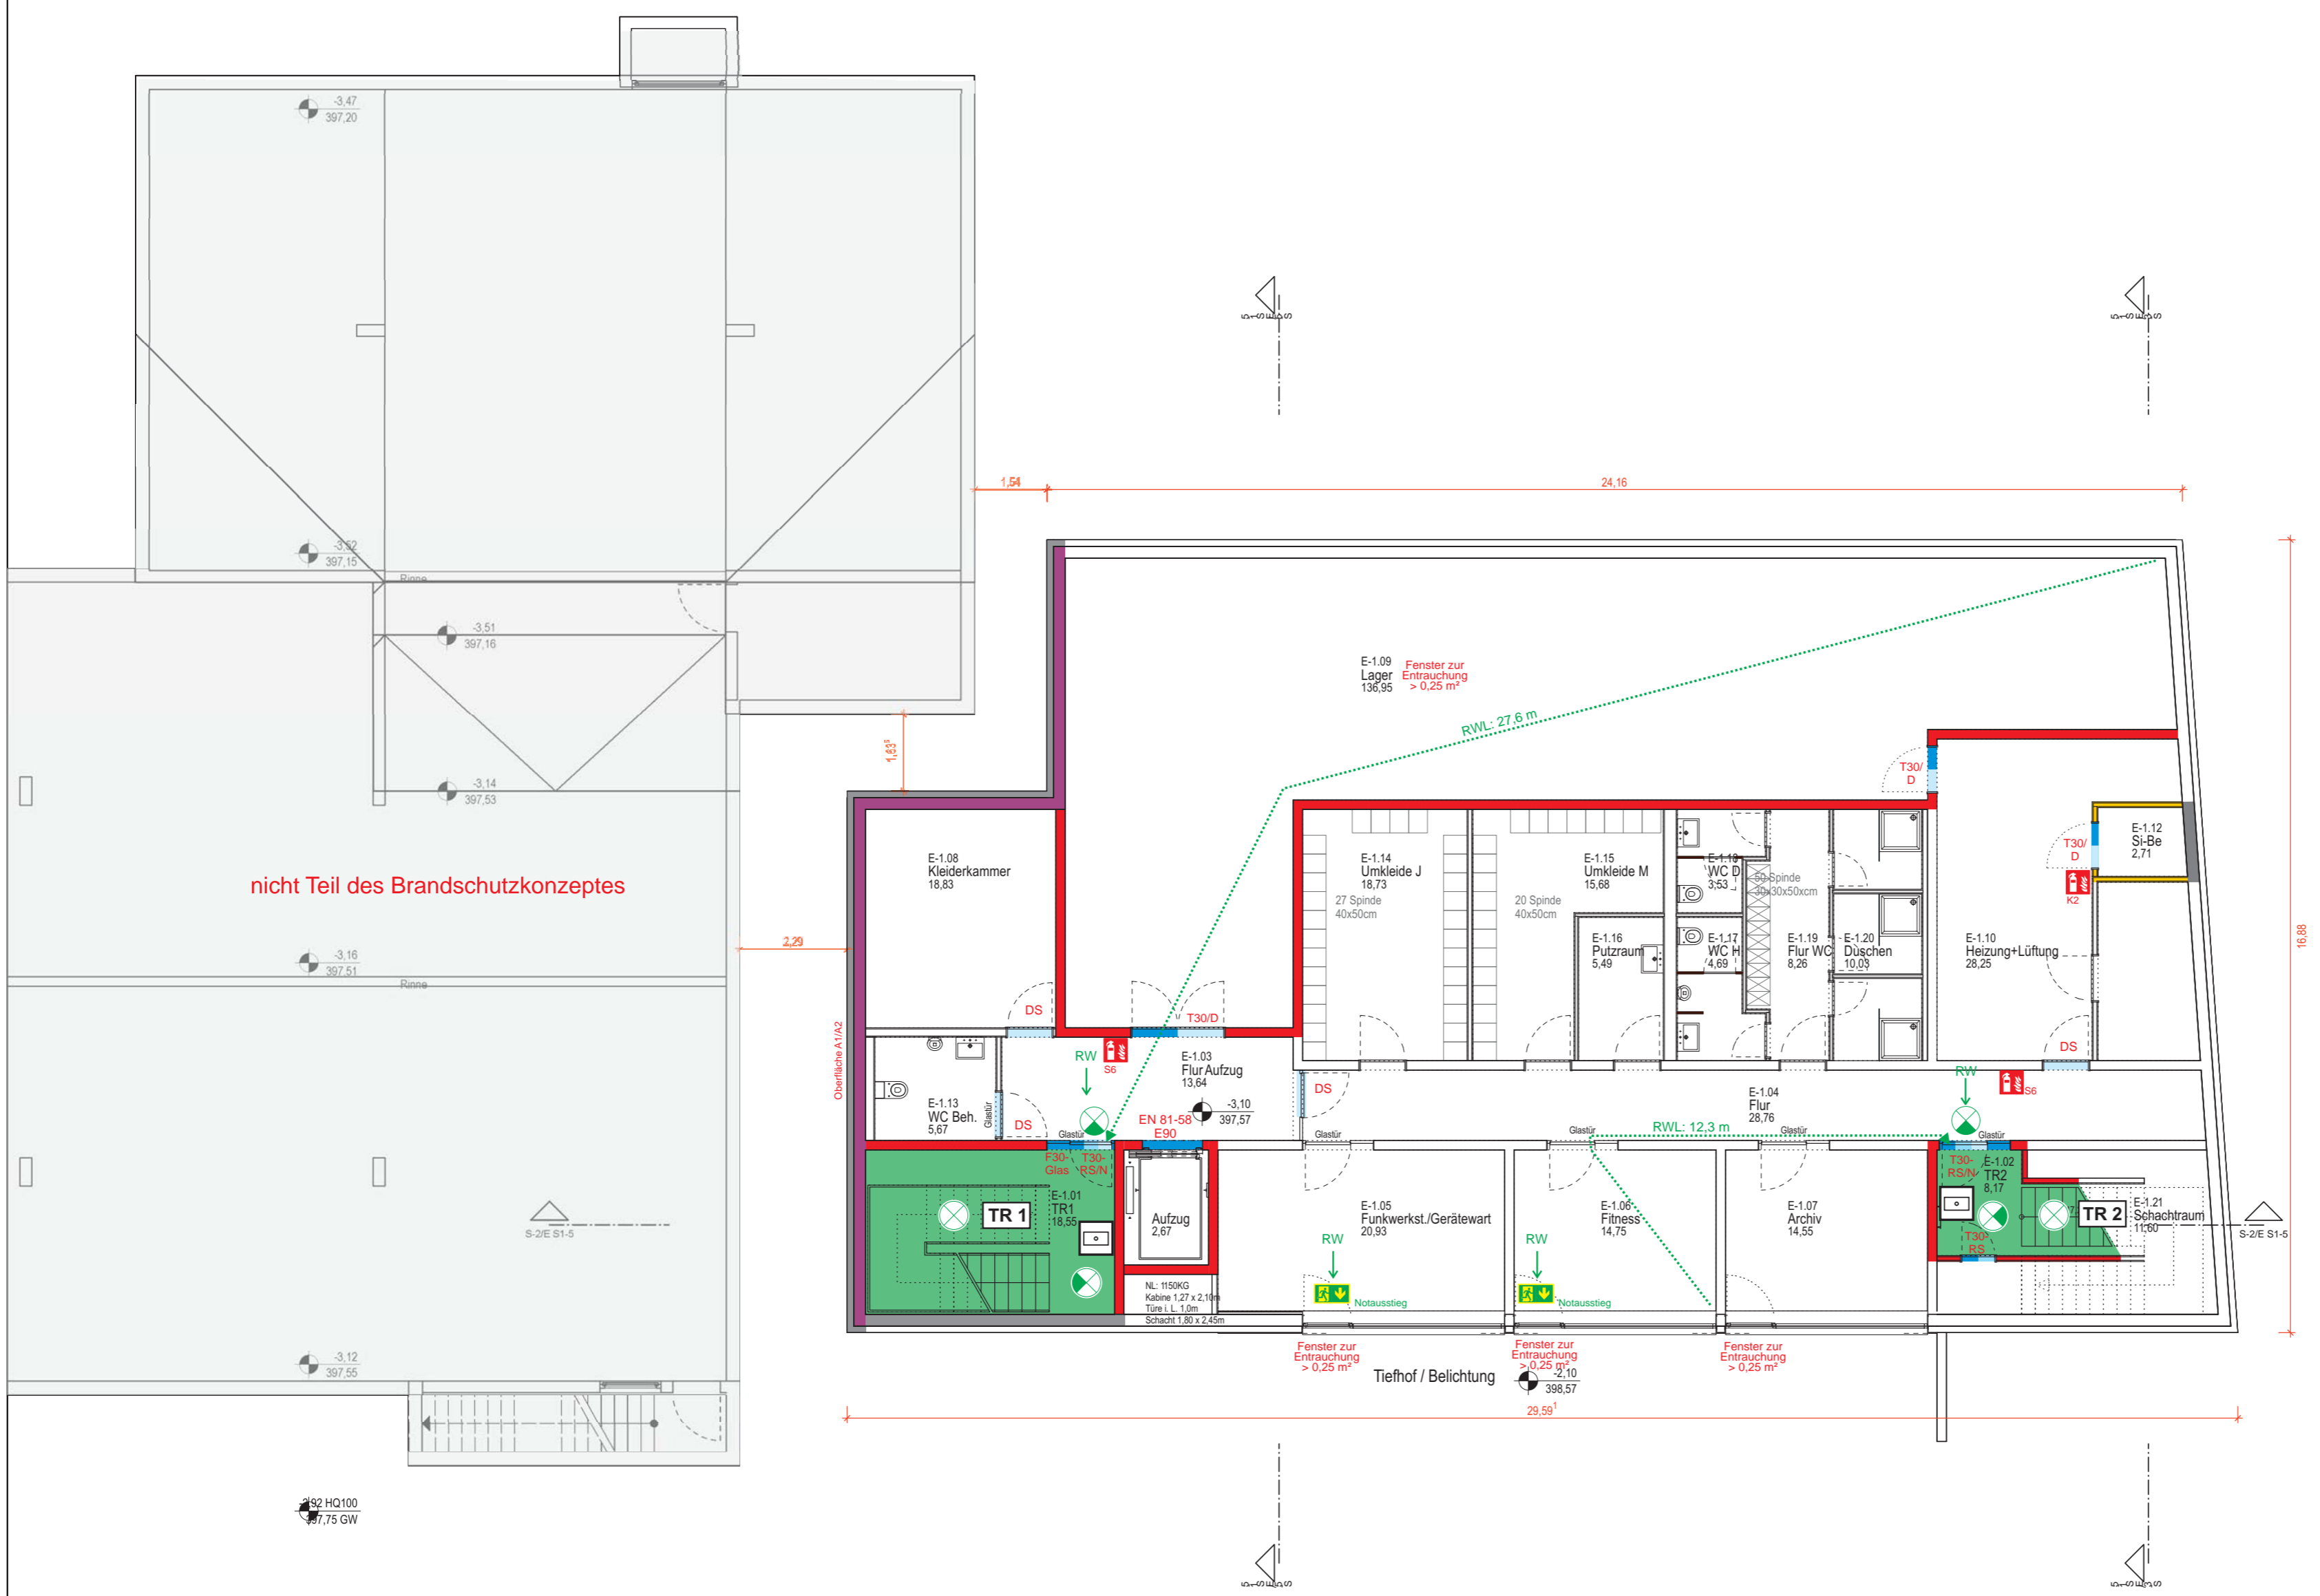 -3,47
397,20
-3,52
397,15
Rinne
-3,51
397,16
-3,14
397,53
nicht Teil des Brandschutzkonzeptes
-3,16
397,51
Rinne
-3,12
397,55
S-2/E S1-5
397,75 GW
24,16
16,88
1,63⁵
2,29
29,59¹
Oberfläche A1/A2
E-1.09
Lager
136,95
Fenster zur
Entrauchung
> 0,25 m²
RWL: 27,6 m
T30/
D
E-1.08
Kleiderkammer
18,83
E-1.14
Umkleide J
18,73
27 Spinde
40x50cm
E-1.15
Umkleide M
15,68
20 Spinde
40x50cm
E-1.16
Putzraum
5,49
E-1.18
WC D
3,53
50 Spinde
30x30x50xcm
E-1.17
WC H
4,69
E-1.19
Flur WC
8,26
E-1.20
Duschen
10,03
E-1.10
Heizung+Lüftung
28,25
E-1.12
Si-Be
2,71
T30/
D
K2
DS
T30/D
DS
RW
S6
E-1.03
Flur Aufzug
13,64
E-1.13
WC Beh.
5,67
Glastür
DS
Glastür
EN 81-58
E90
-3,10
397,57
DS
Glastür
Glastür
RWL: 12,3 m
E-1.04
Flur
28,76
Glastür
RW
S6
Glastür
F30-
Glas
T30-
RS/N
E-1.01
TR1
18,55
TR 1
Aufzug
2,67
NL: 1150KG
Kabine 1,27 x 2,10m
Türe i. L. 1,0m
Schacht 1,80 x 2,45m
E-1.05
Funkwerkst./Gerätewart
20,93
RW
Notausstieg
E-1.06
Fitness
14,75
RW
Notausstieg
E-1.07
Archiv
14,55
T30-
RS/N
E-1.02
TR2
8,17
TR 2
T30-
RS
E-1.21
Schachtraum
11,60
S-2/E S1-5
Fenster zur
Entrauchung
> 0,25 m²
Fenster zur
Entrauchung
> 0,25 m²
Fenster zur
Entrauchung
> 0,25 m²
Tiefhof / Belichtung
-2,10
398,57